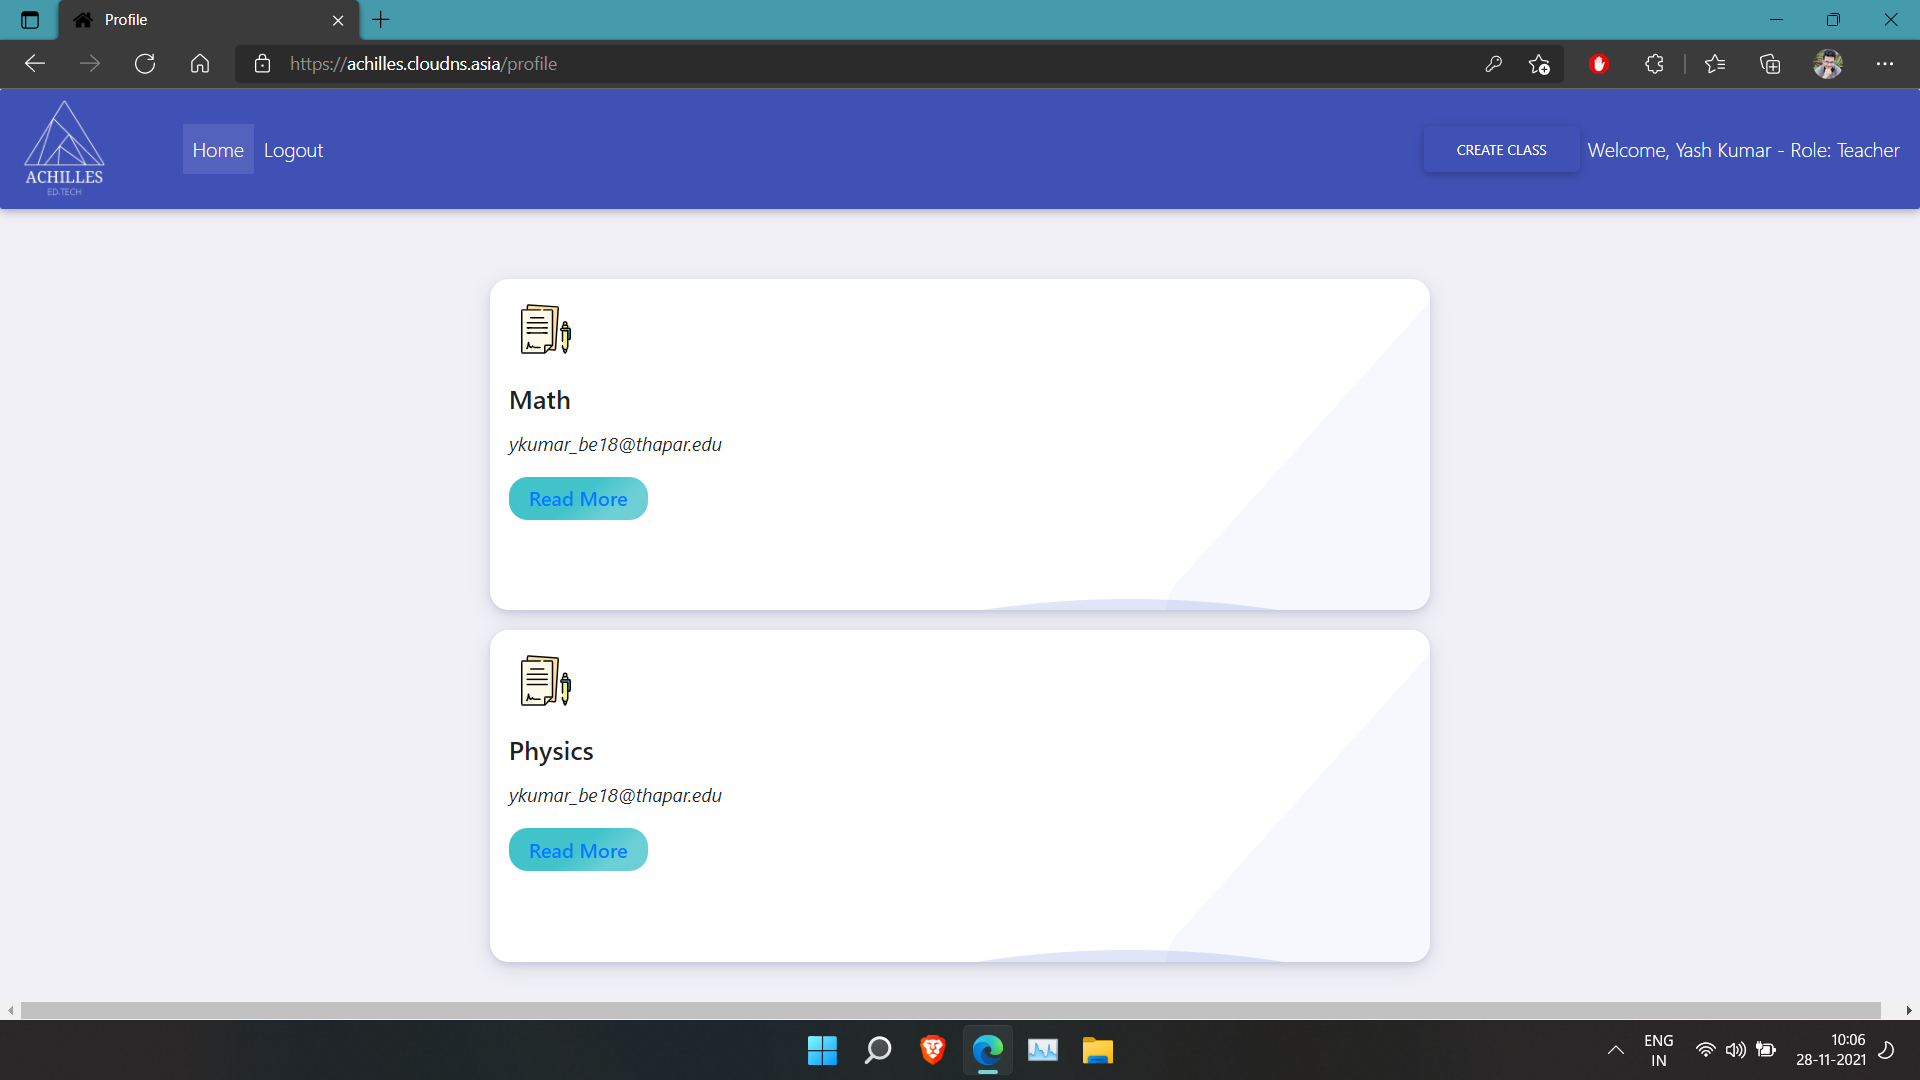 Profile
https://achilles.cloudns.asia/profile
ACHILLES
ED.TECH
Home
Logout
CREATE CLASS
Welcome, Yash Kumar - Role: Teacher
Math
ykumar_be18@thapar.edu
Read More
Physics
ykumar_be18@thapar.edu
Read More
ENG
IN
10:06
28-11-2021